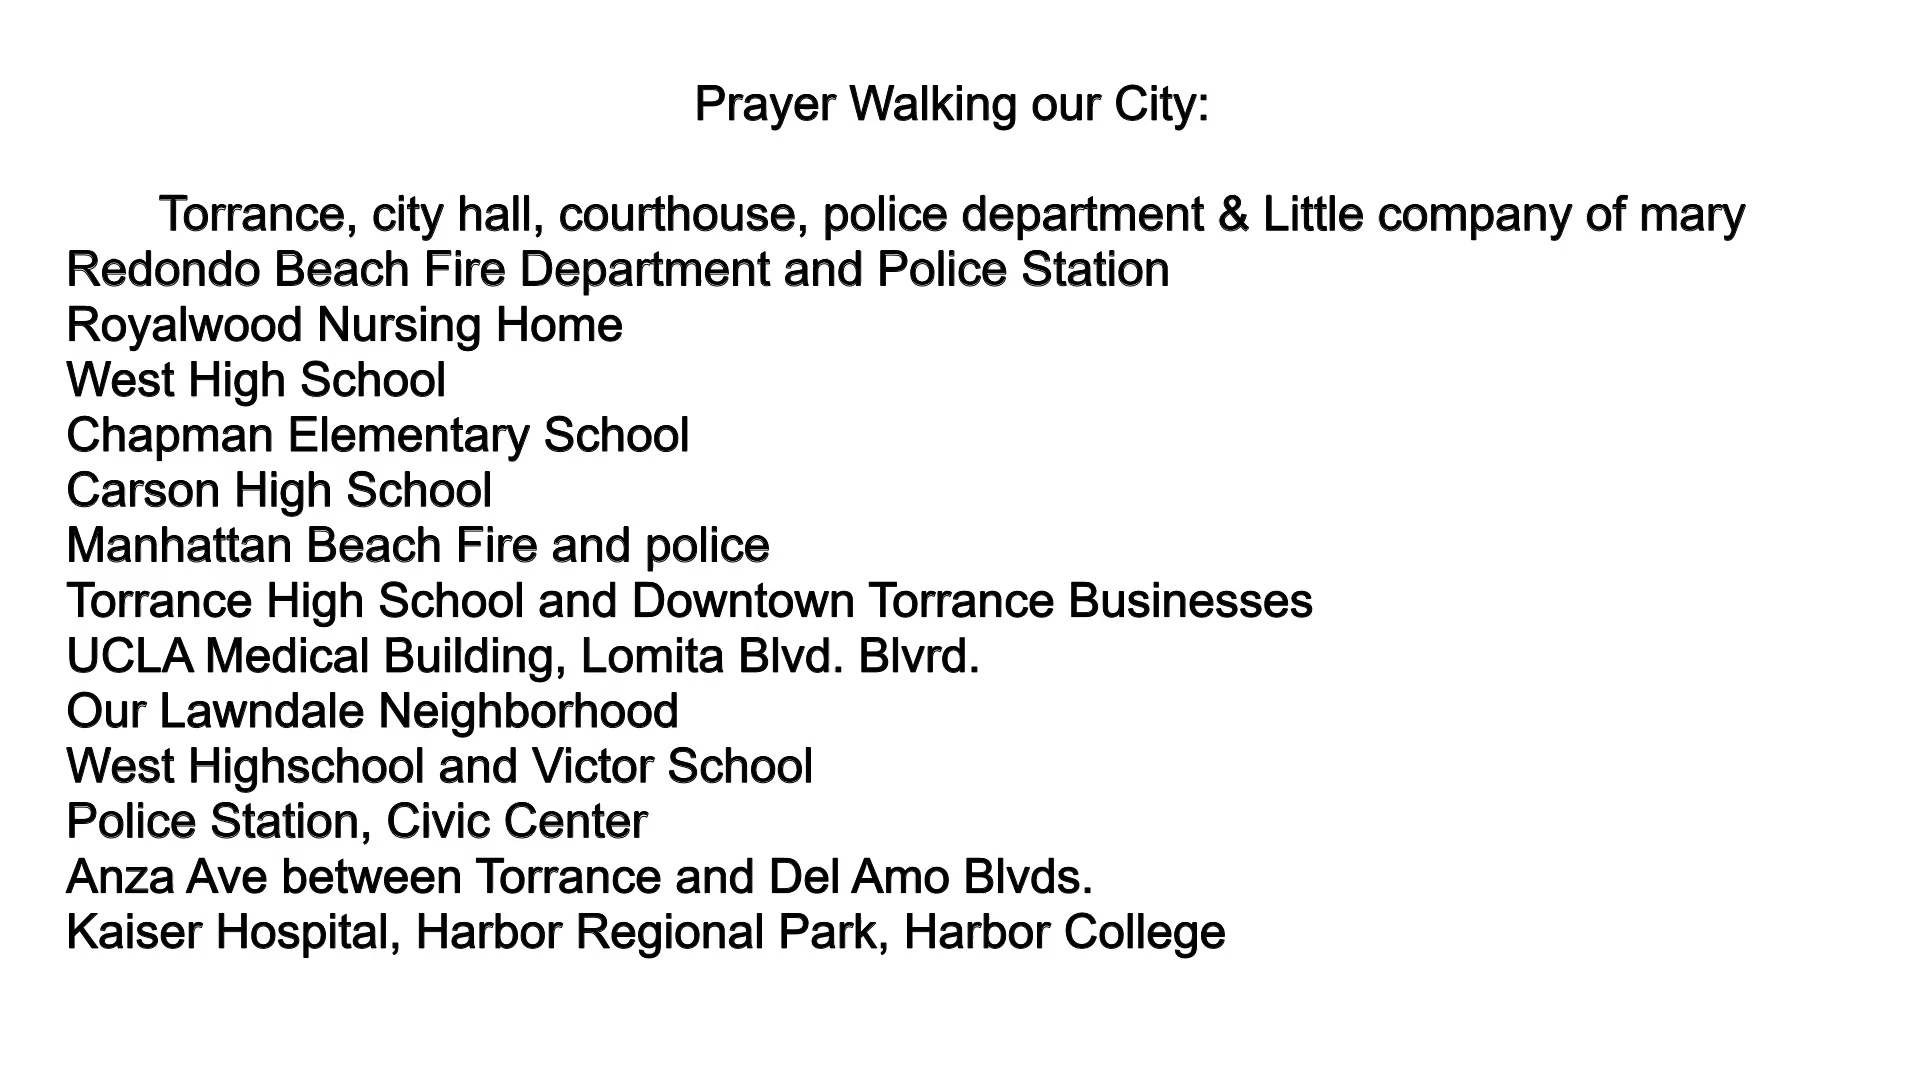 Prayer Walking our City:
Torrance, city hall, courthouse, police department & Little company of mary
Redondo Beach Fire Department and Police Station
Royalwood Nursing Home
West High School
Chapman Elementary School
Carson High School
Manhattan Beach Fire and police
Torrance High School and Downtown Torrance Businesses
UCLA Medical Building, Lomita Blvd. Blvrd.
Our Lawndale Neighborhood
West Highschool and Victor School
Police Station, Civic Center
Anza Ave between Torrance and Del Amo Blvds.
Kaiser Hospital, Harbor Regional Park, Harbor College